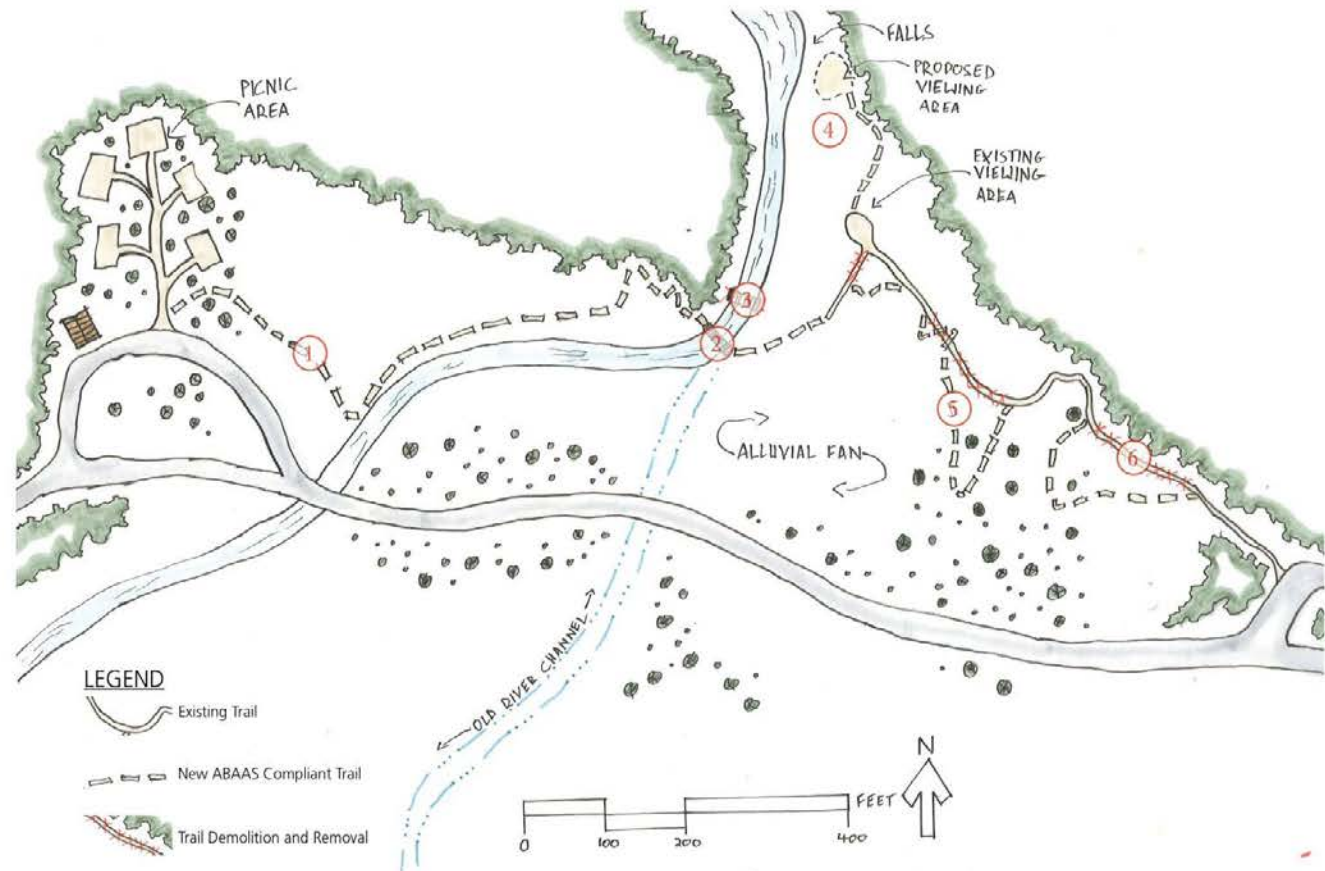 FALLS
PROPOSED
VIEWING
AREA
PICNIC
AREA
4
EXISTING
VIEWING
AREA
3
2
1
5
ALLUVIAL FAN
6
OLD RIVER CHANNEL
LEGEND
Existing Trail
New ABAAS Compliant Trail
Trail Demolition and Removal
N
FEET
0 100 200 400